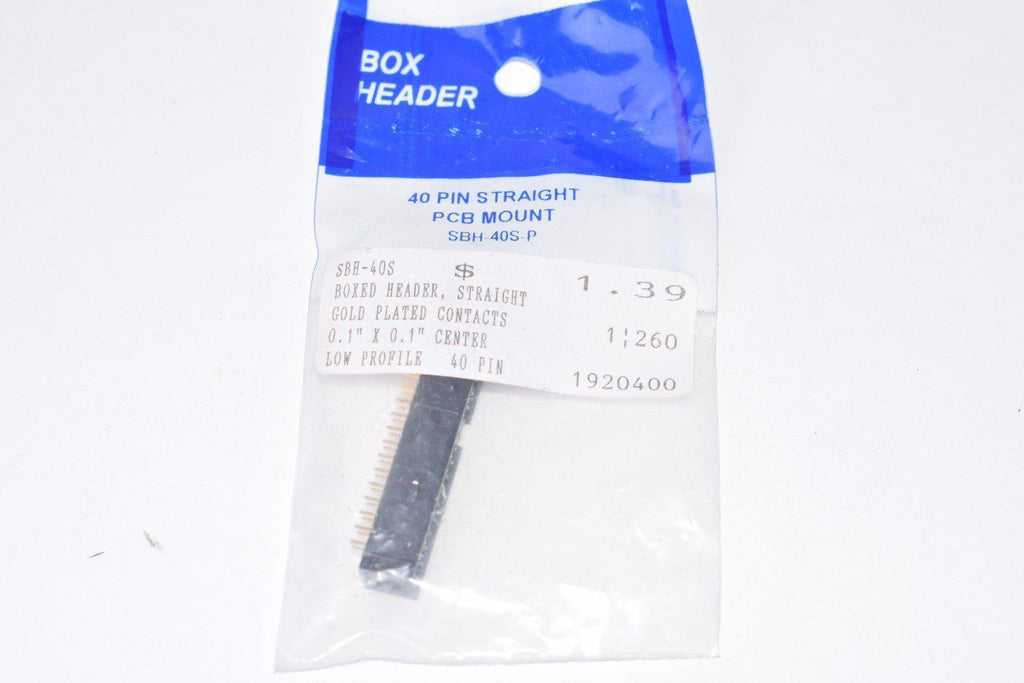 BOX
HEADER
40 PIN STRAIGHT
PCB MOUNT
SBH-40S-P
SBH-40S $ 1.39
BOXED HEADER, STRAIGHT
GOLD PLATED CONTACTS
0.1" X 0.1" CENTER 1¦260
LOW PROFILE 40 PIN 1920400